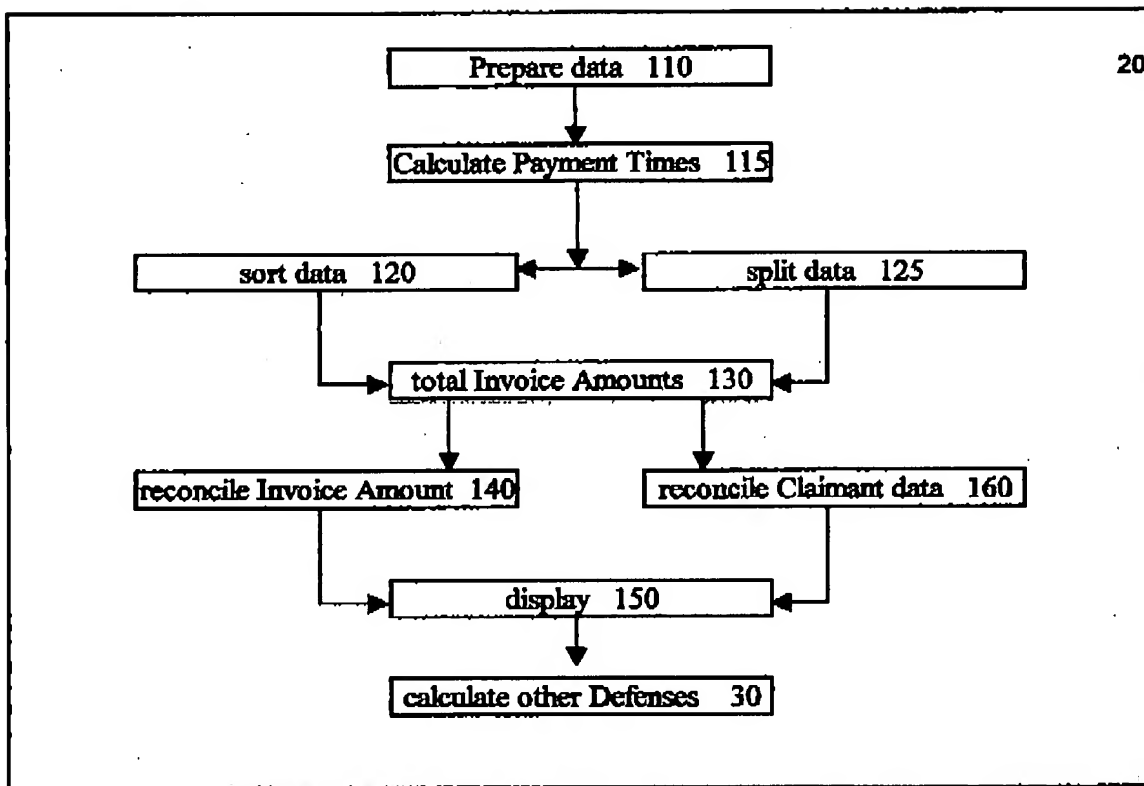 Prepare data 110
20
Calculate Payment Times 115
sort data 120
split data 125
total Invoice Amounts 130
reconcile Invoice Amount 140
reconcile Claimant data 160
display 150
calculate other Defenses 30